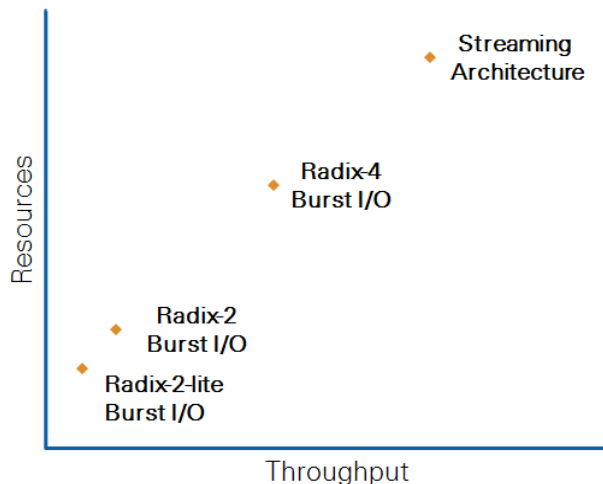 Streaming
Architecture
Radix-4
Burst I/O
Resources
Radix-2
Burst I/O
Radix-2-lite
Burst I/O
Throughput